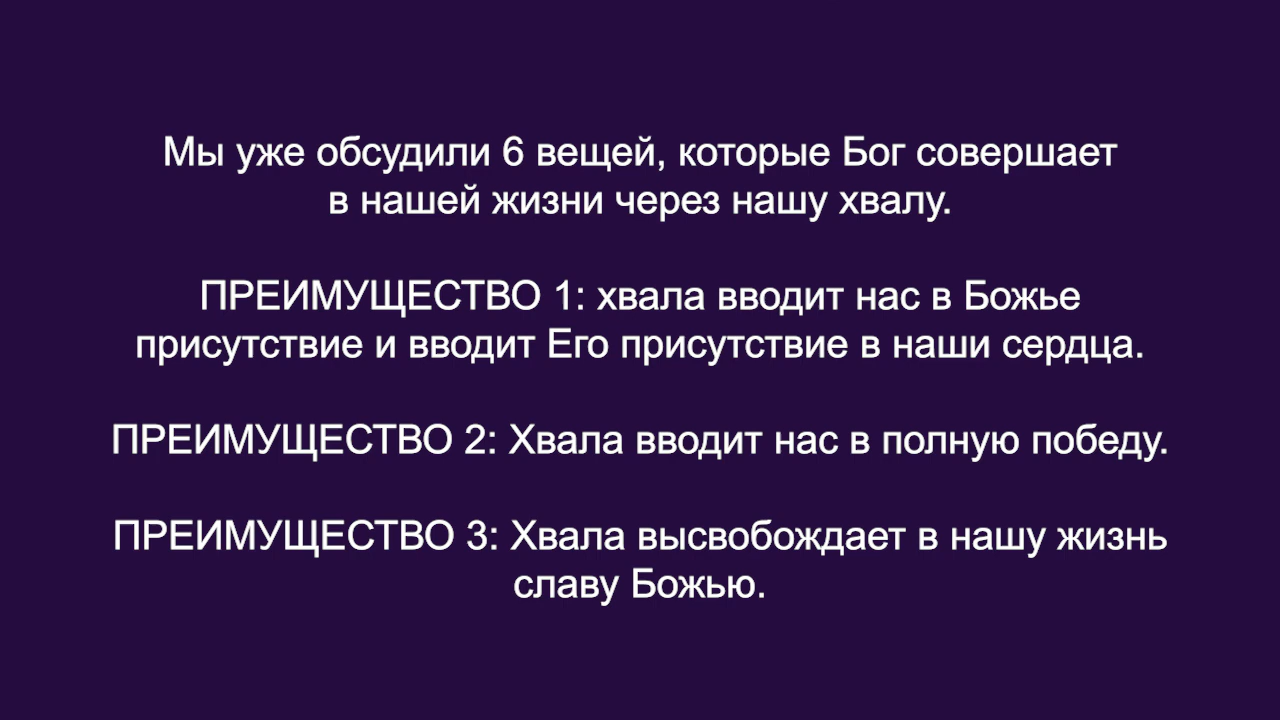 Мы уже обсудили 6 вещей, которые Бог совершает
в нашей жизни через нашу хвалу.
ПРЕИМУЩЕСТВО 1: хвала вводит нас в Божье
присутствие и вводит Его присутствие в наши сердца.
ПРЕИМУЩЕСТВО 2: Хвала вводит нас в полную победу.
ПРЕИМУЩЕСТВО 3: Хвала высвобождает в нашу жизнь
славу Божью.